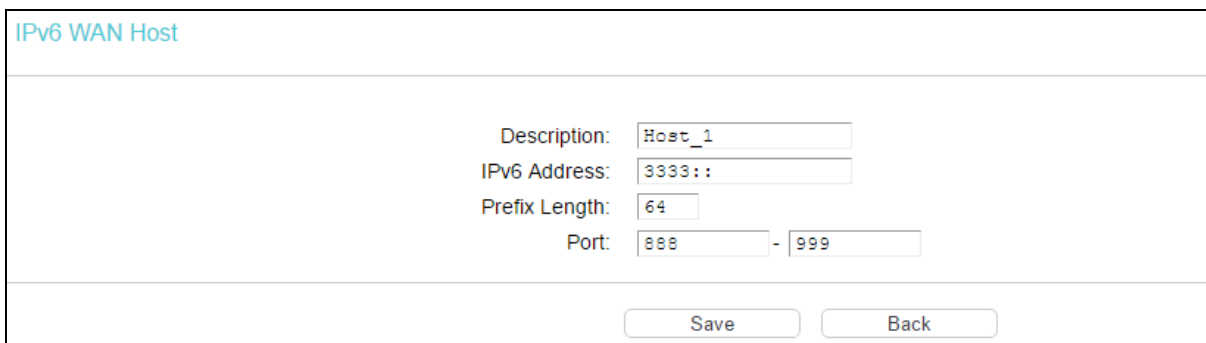 IPv6 WAN Host
Description: Host_1
IPv6 Address: 3333::
Prefix Length: 64
Port: 888 - 999
Save Back